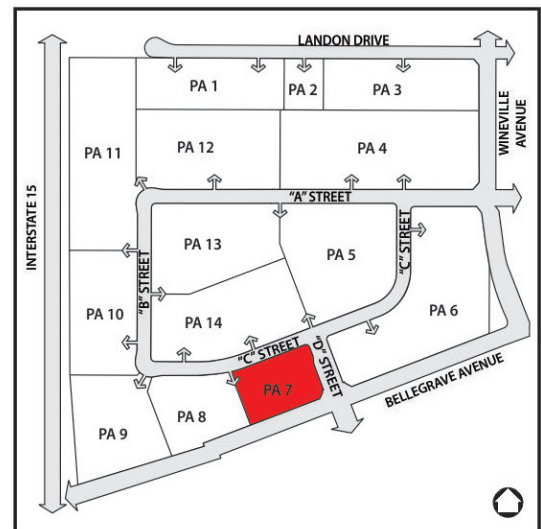 LANDON DRIVE
PA 1
PA 2
PA 3
WINEVILLE
AVENUE
PA 11
PA 12
PA 4
INTERSTATE 15
"A" STREET
PA 13
PA 5
"C" STREET
"B" STREET
PA 10
PA 14
PA 6
"C" STREET
"D" STREET
PA 7
BELLEGRAVE AVENUE
PA 8
PA 9